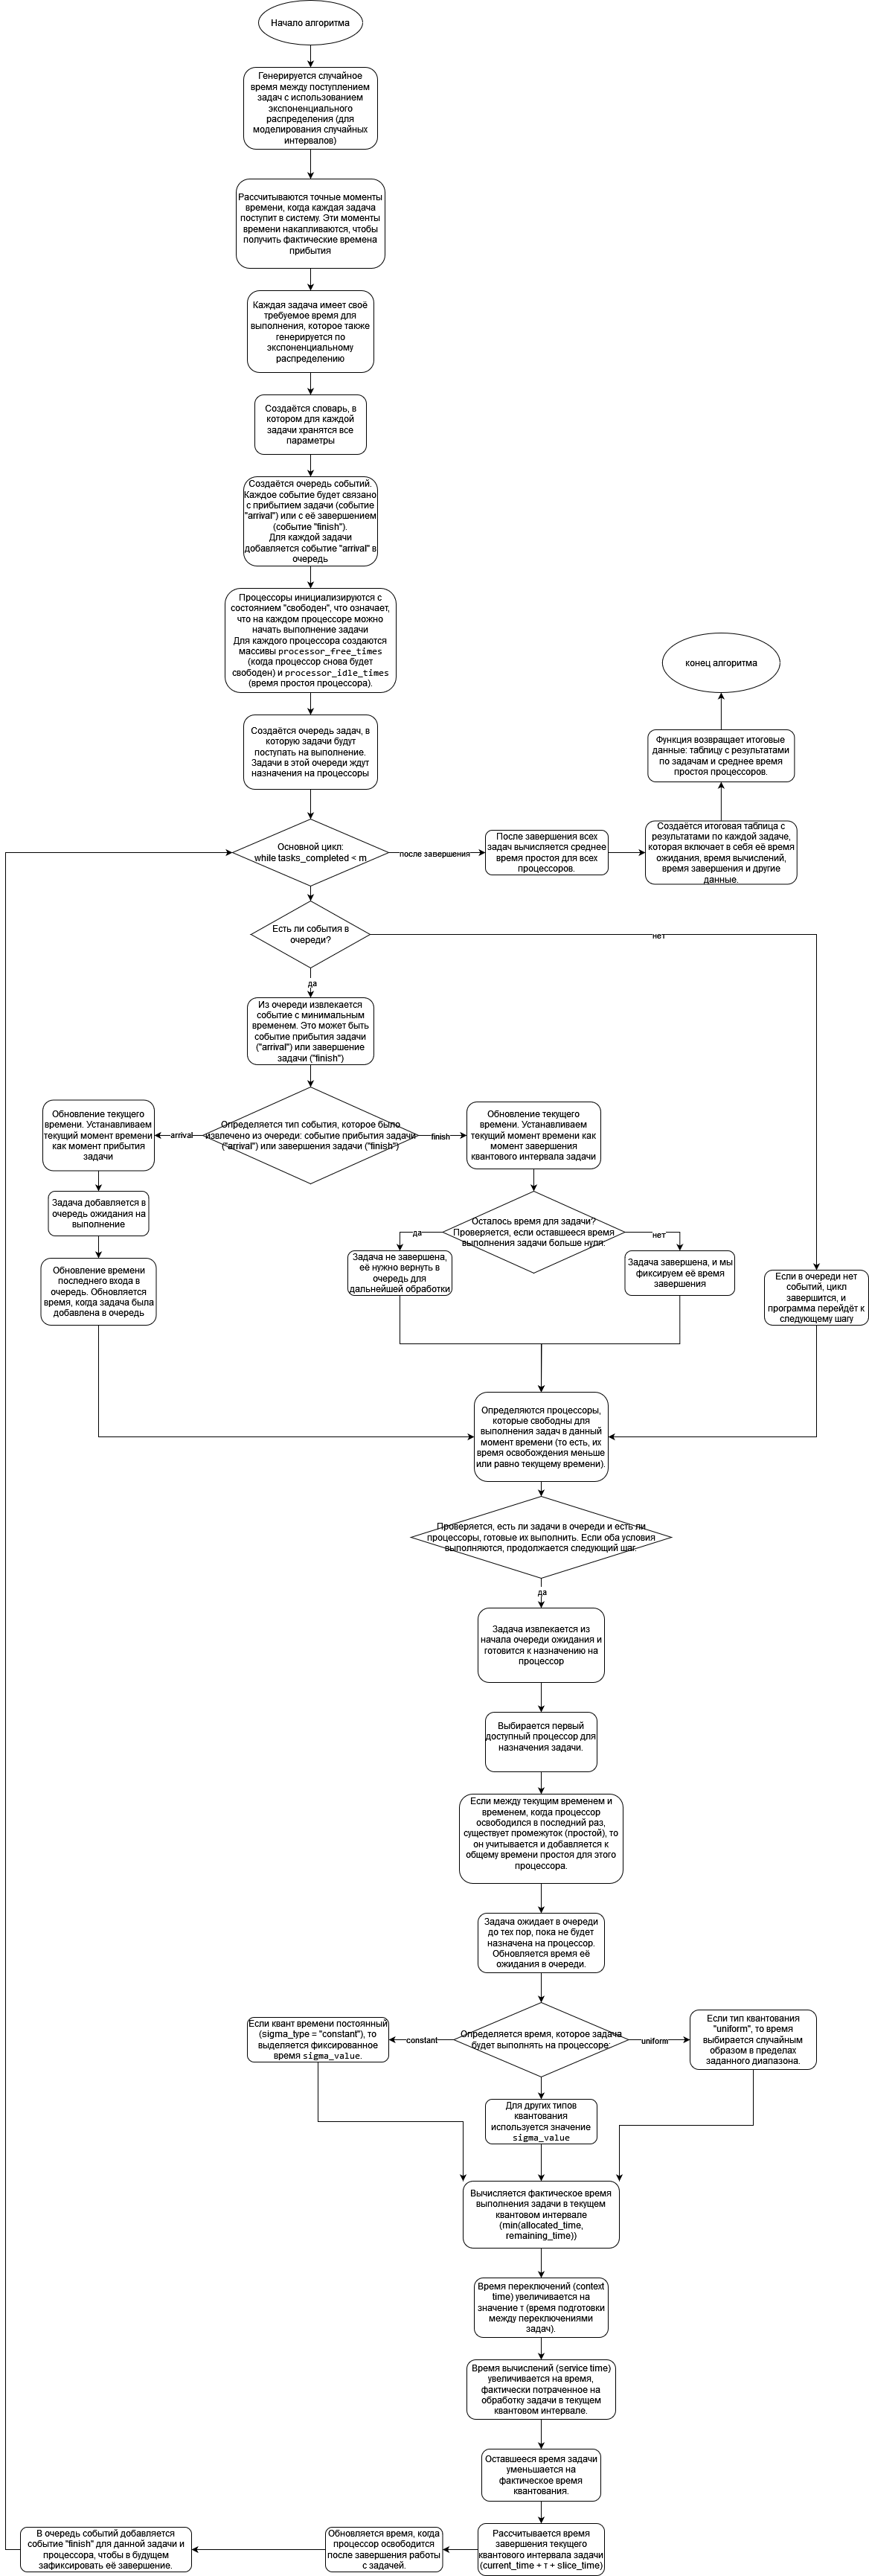 Начало алгоритма
Генерируется случайное
время между поступлением
задач с использованием
экспоненциального
распределения (для
моделирования случайных
интервалов)
Рассчитываются точные моменты
времени, когда каждая задача
поступит в систему. Эти моменты
времени накапливаются, чтобы
получить фактические времена
прибытия
Каждая задача имеет своё
требуемое время для
выполнения, которое также
генерируется по
экспоненциальному
распределению
Создаётся словарь, в
котором для каждой
задачи хранятся все
параметры
Создаётся очередь событий.
Каждое событие будет связано
с прибытием задачи (событие
"arrival") или с её завершением
(событие "finish").
Для каждой задачи
добавляется событие "arrival" в
очередь
Процессоры инициализируются с
состоянием "свободен", что означает,
что на каждом процессоре можно
начать выполнение задачи
Для каждого процессора создаются
массивы processor_free_times
(когда процессор снова будет
свободен) и processor_idle_times
(время простоя процессора).
конец алгоритма
Функция возвращает итоговые
данные: таблицу с результатами
по задачам и среднее время
простоя процессоров.
Создаётся очередь задач, в
которую задачи будут
поступать на выполнение.
Задачи в этой очереди ждут
назначения на процессоры
Основной цикл:
while tasks_completed < m
после завершения
После завершения всех
задач вычисляется среднее
время простоя для всех
процессоров.
Создаётся итоговая таблица с
результатами по каждой задаче,
которая включает в себя её время
ожидания, время вычислений,
время завершения и другие
данные.
Есть ли события в
очереди?
нет
да
Из очереди извлекается
событие с минимальным
временем. Это может быть
событие прибытия задачи
("arrival") или завершение
задачи ("finish")
Определяется тип события, которое было
извлечено из очереди: событие прибытия задачи
("arrival") или завершения задачи ("finish")
arrival
finish
Обновление текущего
времени. Устанавливаем
текущий момент времени
как момент прибытия
задачи
Обновление текущего
времени. Устанавливаем
текущий момент времени как
момент завершения
квантового интервала задачи
Задача добавляется в
очередь ожидания на
выполнение
Осталось время для задачи?
Проверяется, если оставшееся время
выполнения задачи больше нуля.
да
нет
Обновление времени
последнего входа в
очередь. Обновляется
время, когда задача была
добавлена в очередь
Задача не завершена,
её нужно вернуть в
очередь для
дальнейшей обработки
Задача завершена, и мы
фиксируем её время
завершения
Если в очереди нет
событий, цикл
завершится, и
программа перейдёт к
следующему шагу
Определяются процессоры,
которые свободны для
выполнения задач в данный
момент времени (то есть, их
время освобождения меньше
или равно текущему времени).
Проверяется, есть ли задачи в очереди и есть ли
процессоры, готовые их выполнить. Если оба условия
выполняются, продолжается следующий шаг.
да
Задача извлекается из
начала очереди ожидания и
готовится к назначению на
процессор
Выбирается первый
доступный процессор для
назначения задачи.
Если между текущим временем и
временем, когда процессор
освободился в последний раз,
существует промежуток (простой), то
он учитывается и добавляется к
общему времени простоя для этого
процессора.
Задача ожидает в очереди
до тех пор, пока не будет
назначена на процессор.
Обновляется время её
ожидания в очереди.
Определяется время, которое задача
будет выполнять на процессоре:
constant
uniform
Если квант времени постоянный
(sigma_type = "constant"), то
выделяется фиксированное
время sigma_value.
Если тип квантования
"uniform", то время
выбирается случайным
образом в пределах
заданного диапазона.
Для других типов
квантования
используется значение
sigma_value
Вычисляется фактическое время
выполнения задачи в текущем
квантовом интервале
(min(allocated_time,
remaining_time))
Время переключений (context
time) увеличивается на
значение τ (время подготовки
между переключениями
задач).
Время вычислений (service time)
увеличивается на время,
фактически потраченное на
обработку задачи в текущем
квантовом интервале.
Оставшееся время задачи
уменьшается на
фактическое время
квантования.
Рассчитывается время
завершения текущего
квантового интервала задачи
(current_time + τ + slice_time)
Обновляется время, когда
процессор освободится
после завершения работы
с задачей.
В очередь событий добавляется
событие "finish" для данной задачи и
процессора, чтобы в будущем
зафиксировать её завершение.